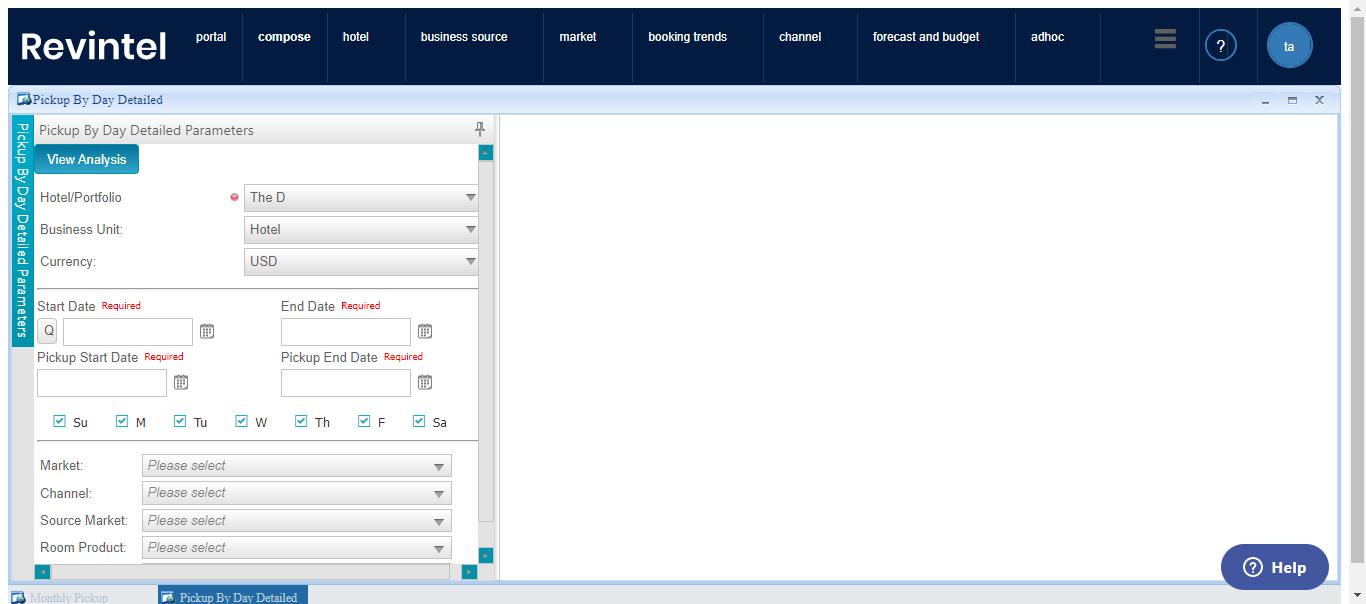 Revintel portal compose hotel business source market booking trends channel forecast and budget adhoc ? ta
Pickup By Day Detailed
Pickup By Day Detailed Parameters
Pickup By Day Detailed Parameters
View Analysis
Hotel/Portfolio The D
Business Unit: Hotel
Currency: USD
Start Date Required End Date Required
Q
Pickup Start Date Required Pickup End Date Required
Su M Tu W Th F Sa
Market: Please select
Channel: Please select
Source Market: Please select
Room Product: Please select
? Help
Monthly Pickup Pickup By Day Detailed